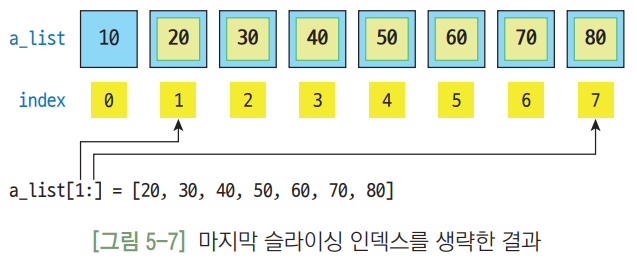 a_list 10 20 30 40 50 60 70 80
index 0 1 2 3 4 5 6 7
a_list[1:] = [20, 30, 40, 50, 60, 70, 80]
[그림 5-7] 마지막 슬라이싱 인덱스를 생략한 결과